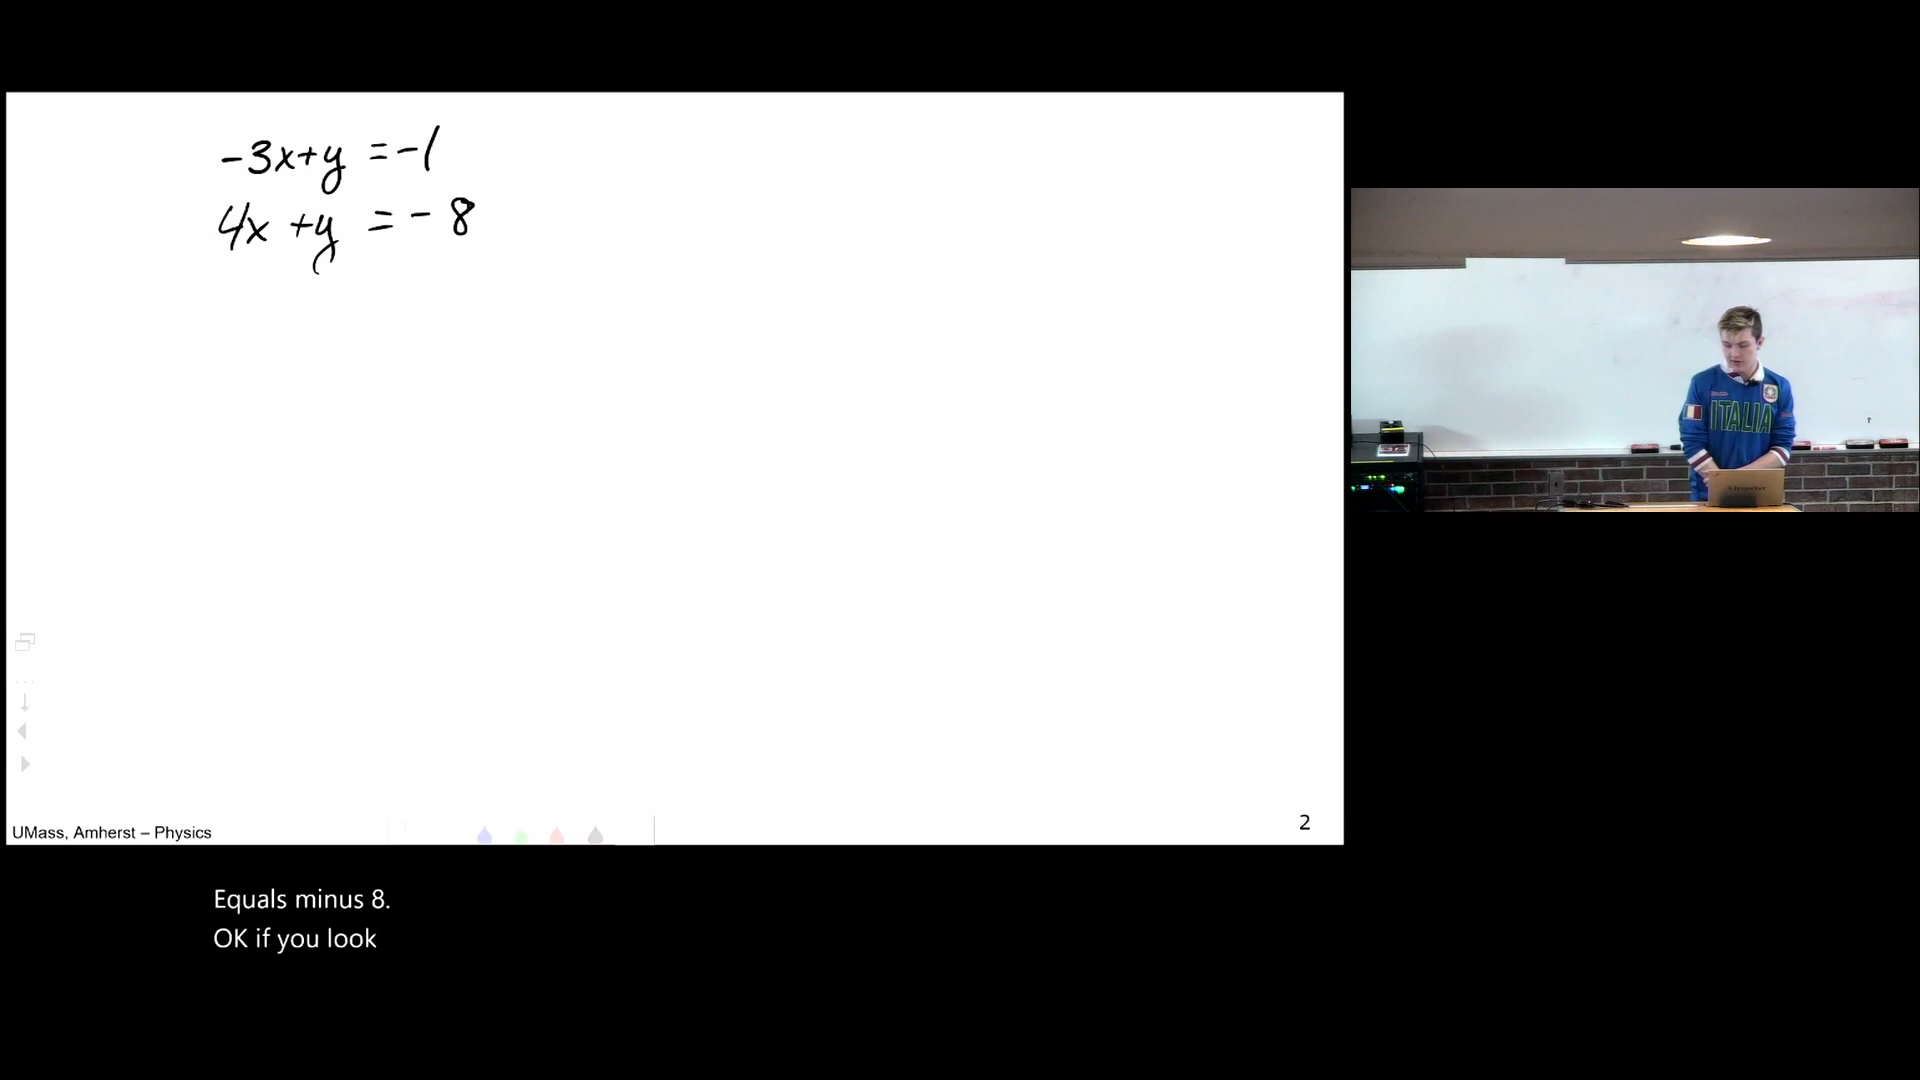 -3x+y = -1
4x +y = - 8
ITALIA
UMass, Amherst – Physics
2
Equals minus 8.
OK if you look